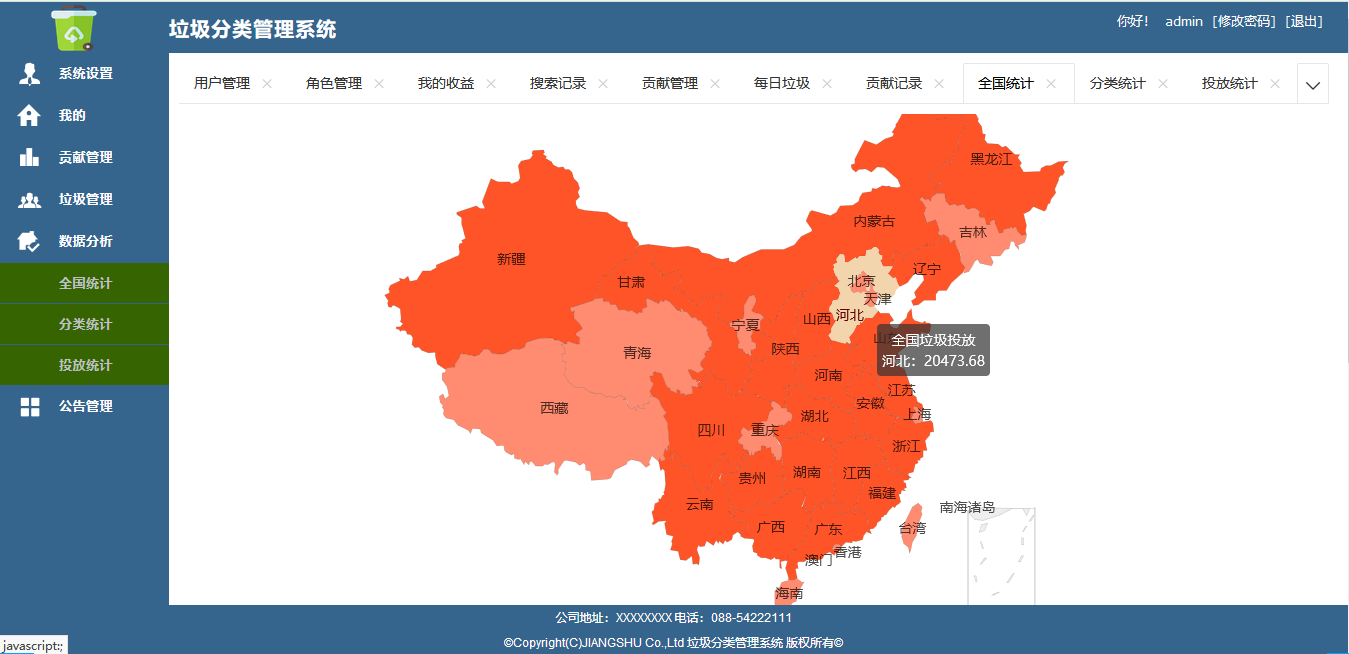 垃圾分类管理系统
你好! admin [修改密码] [退出]
系统设置
我的
贡献管理
垃圾管理
数据分析
全国统计
分类统计
投放统计
公告管理
用户管理 × 角色管理 × 我的收益 × 搜索记录 × 贡献管理 × 每日垃圾 × 贡献记录 × 全国统计 × 分类统计 × 投放统计 ×
黑龙江
内蒙古
吉林
新疆
辽宁
甘肃
北京
天津
宁夏
山西
河北
山东
全国垃圾投放
河北: 20473.68
青海
陕西
河南
江苏
西藏
安徽
上海
湖北
四川
重庆
浙江
贵州
湖南
江西
福建
云南
南海诸岛
广西
广东
台湾
澳门
香港
海南
公司地址: XXXXXXXX 电话: 088-54222111
©Copyright(C)JIANGSHU Co.,Ltd 垃圾分类管理系统 版权所有©
javascript:;